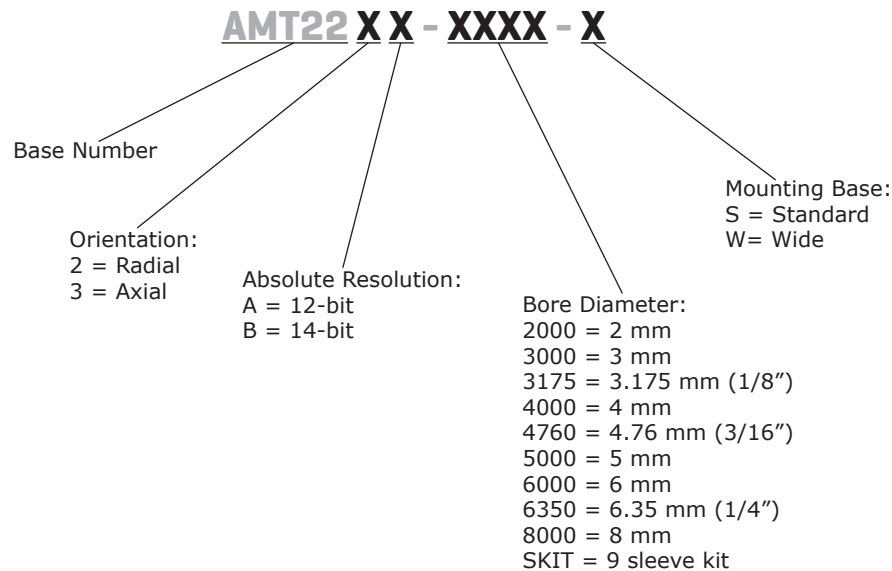 AMT22 X X - XXXX - X
Base Number
Orientation:
2 = Radial
3 = Axial
Absolute Resolution:
A = 12-bit
B = 14-bit
Bore Diameter:
2000 = 2 mm
3000 = 3 mm
3175 = 3.175 mm (1/8″)
4000 = 4 mm
4760 = 4.76 mm (3/16″)
5000 = 5 mm
6000 = 6 mm
6350 = 6.35 mm (1/4″)
8000 = 8 mm
SKIT = 9 sleeve kit
Mounting Base:
S = Standard
W= Wide